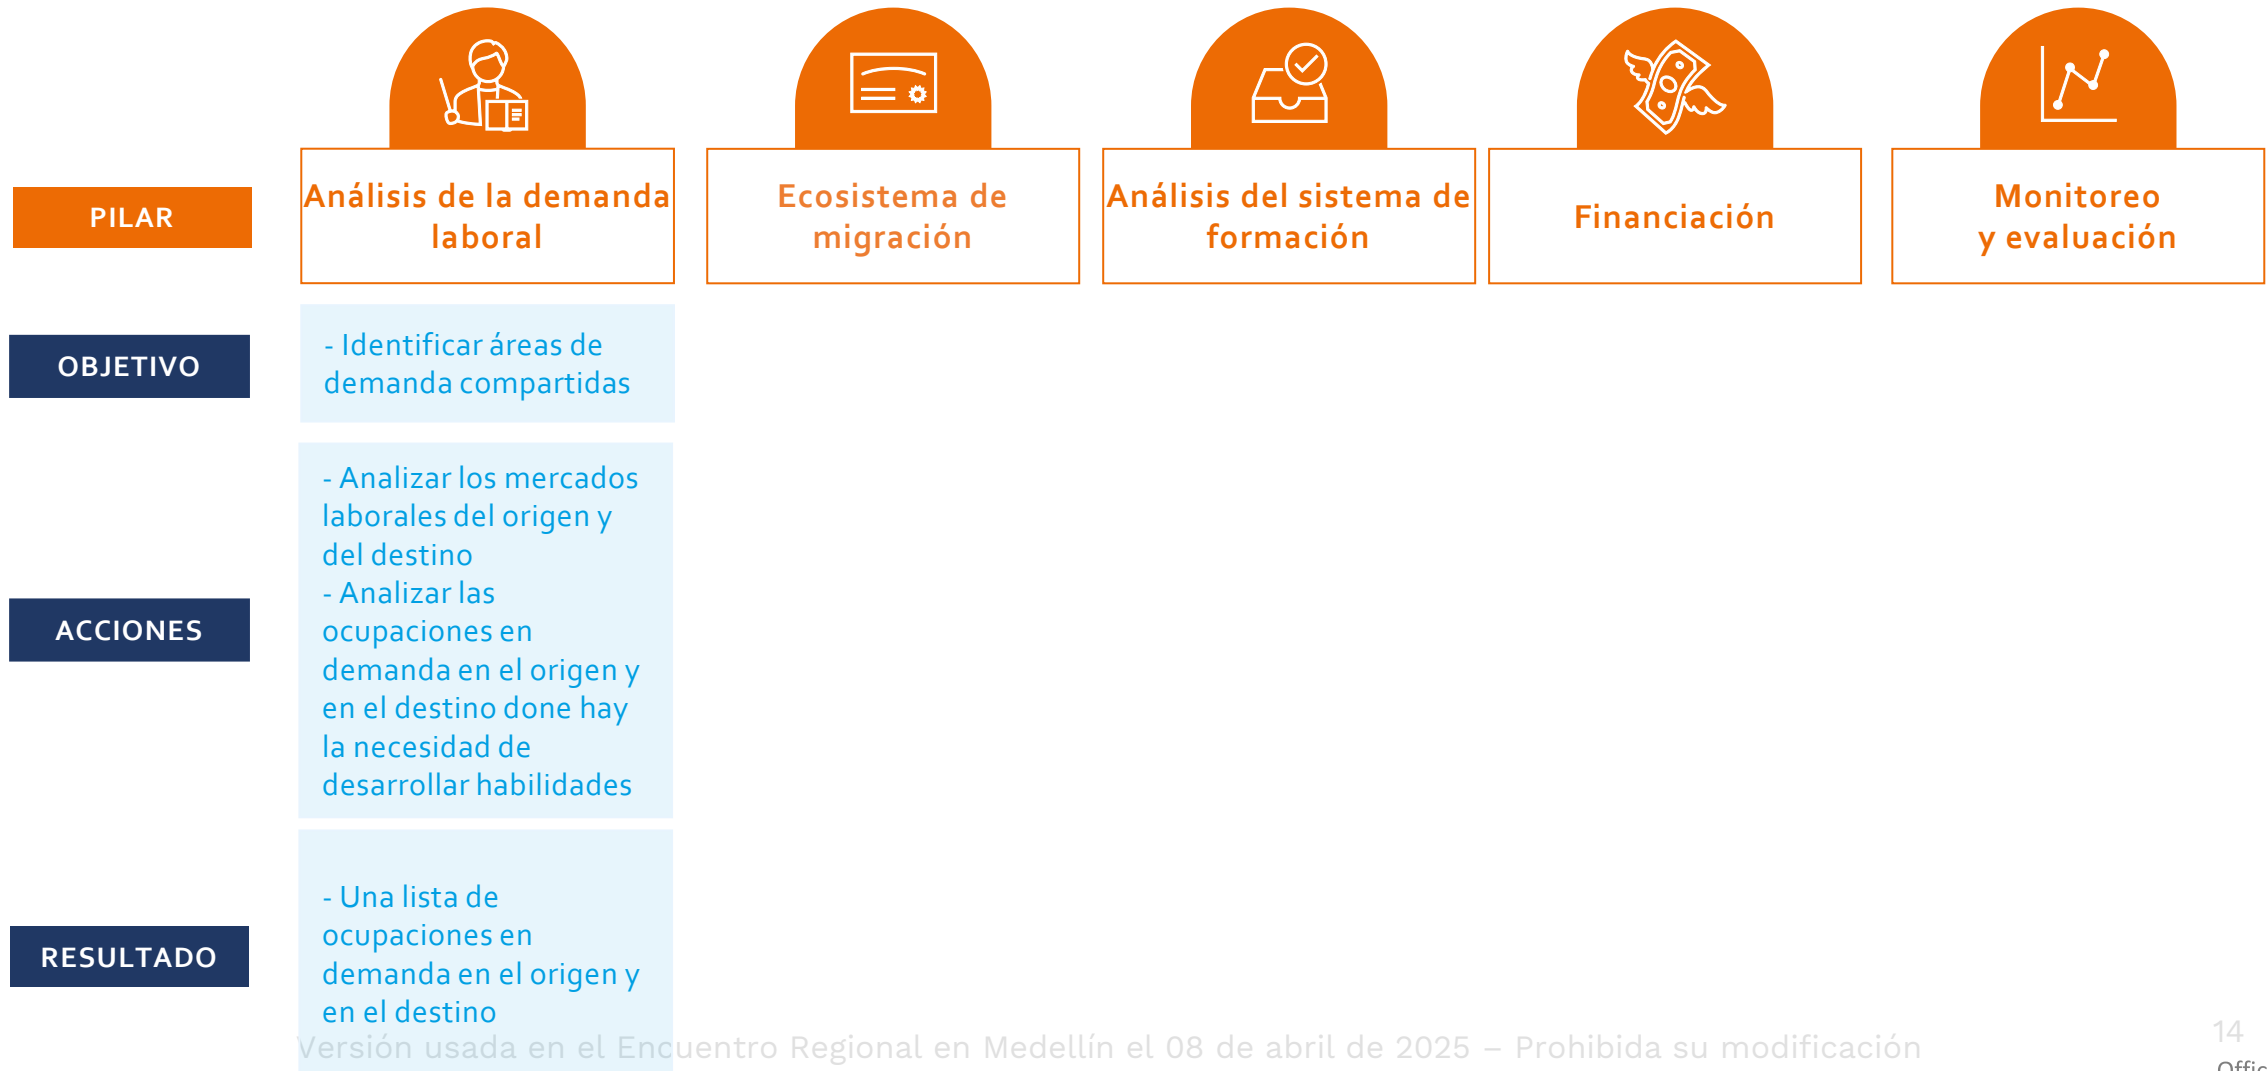 PILAR
Análisis de la demanda
laboral
Ecosistema de
migración
Análisis del sistema de
formación
Financiación
Monitoreo
y evaluación
OBJETIVO
- Identificar áreas de
demanda compartidas
ACCIONES
- Analizar los mercados
laborales del origen y
del destino
- Analizar las
ocupaciones en
demanda en el origen y
en el destino done hay
la necesidad de
desarrollar habilidades
RESULTADO
- Una lista de
ocupaciones en
demanda en el origen y
en el destino
Versión usada en el Encuentro Regional en Medellín el 08 de abril de 2025 – Prohibida su modificación
14